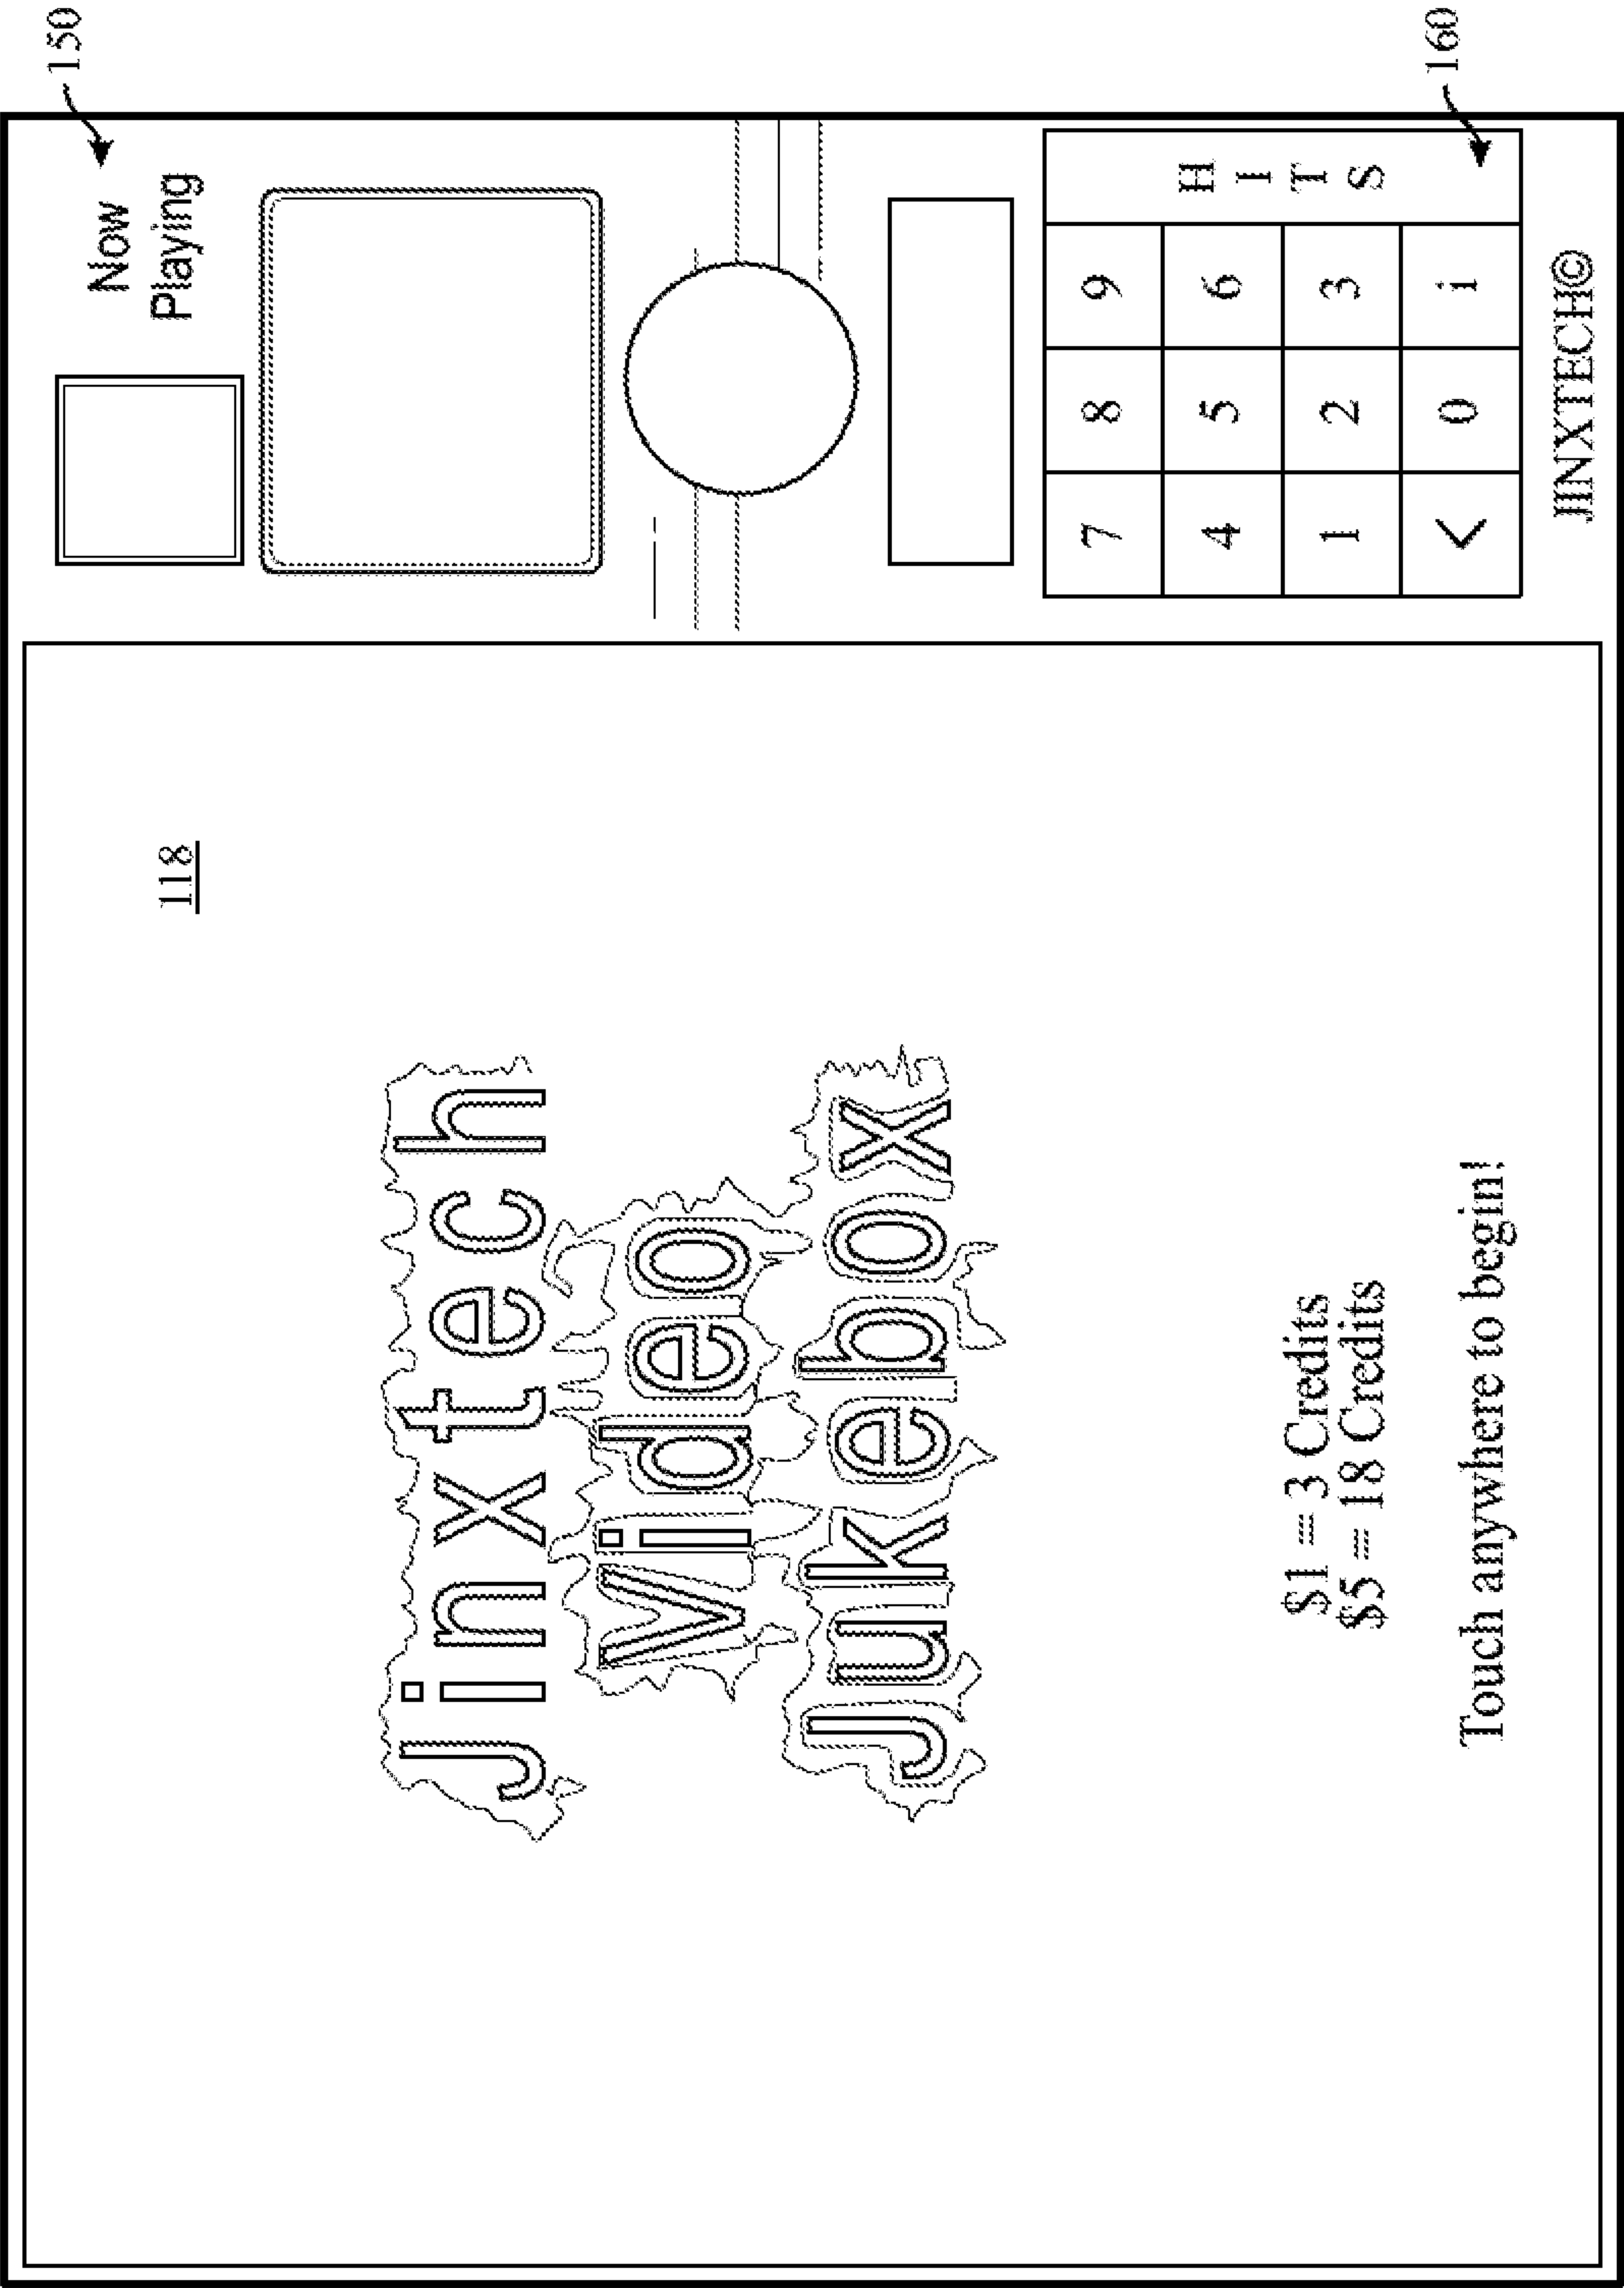 118
Jinxtech
Video
Jukebox
$1 = 3 Credits
$5 = 18 Credits
Touch anywhere to begin!
150
Now
Playing
7 8 9
4 5 6
1 2 3
< 0 i
H
I
T
S
160
JINXTECH©